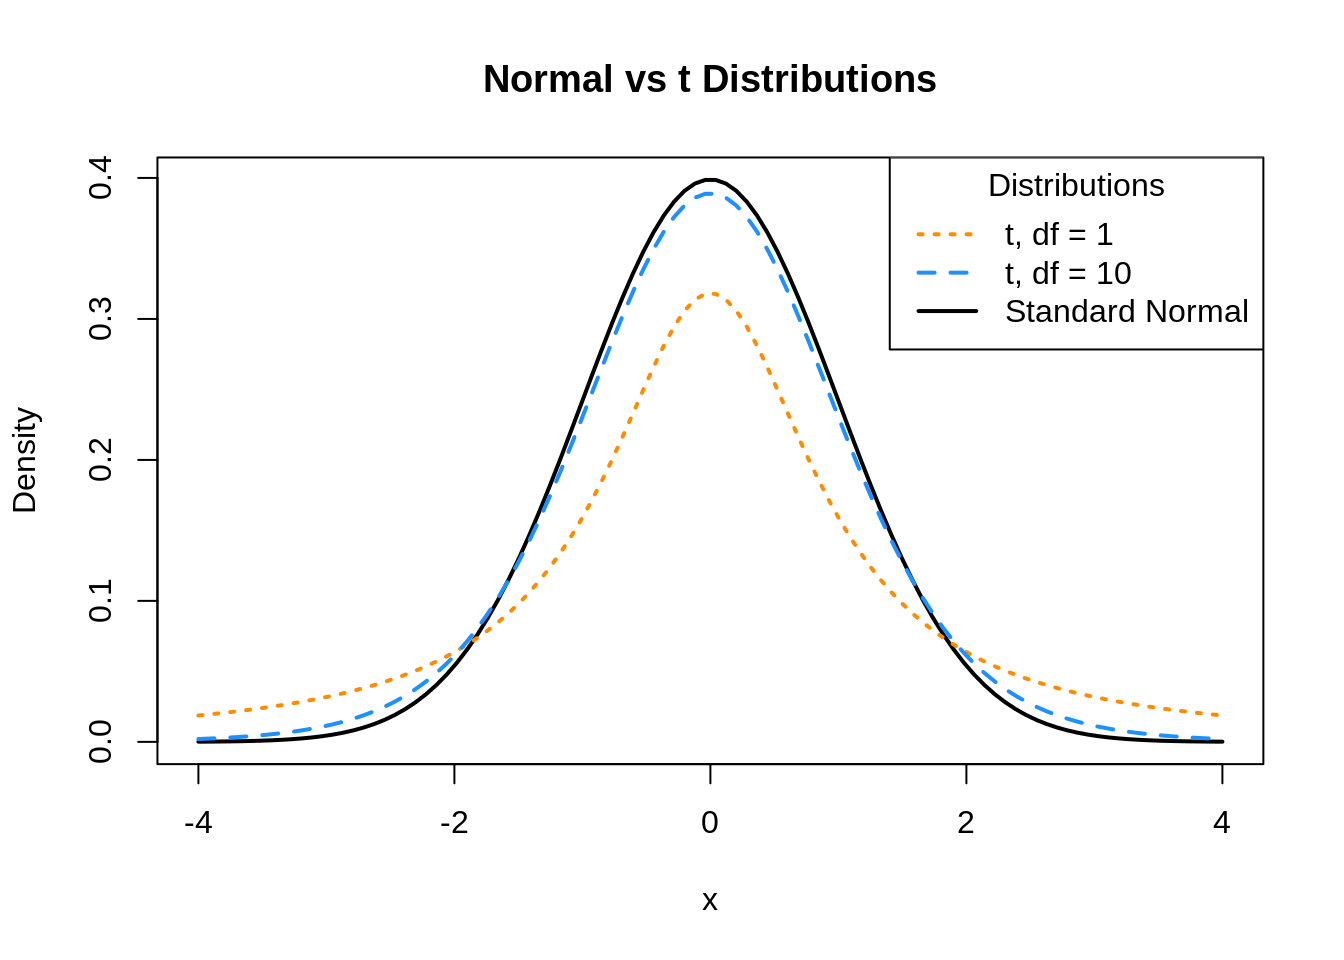 Normal vs t Distributions
Distributions
t, df = 1
t, df = 10
Standard Normal
Density
0.4
0.3
0.2
0.1
0.0
-4 -2 0 2 4
x